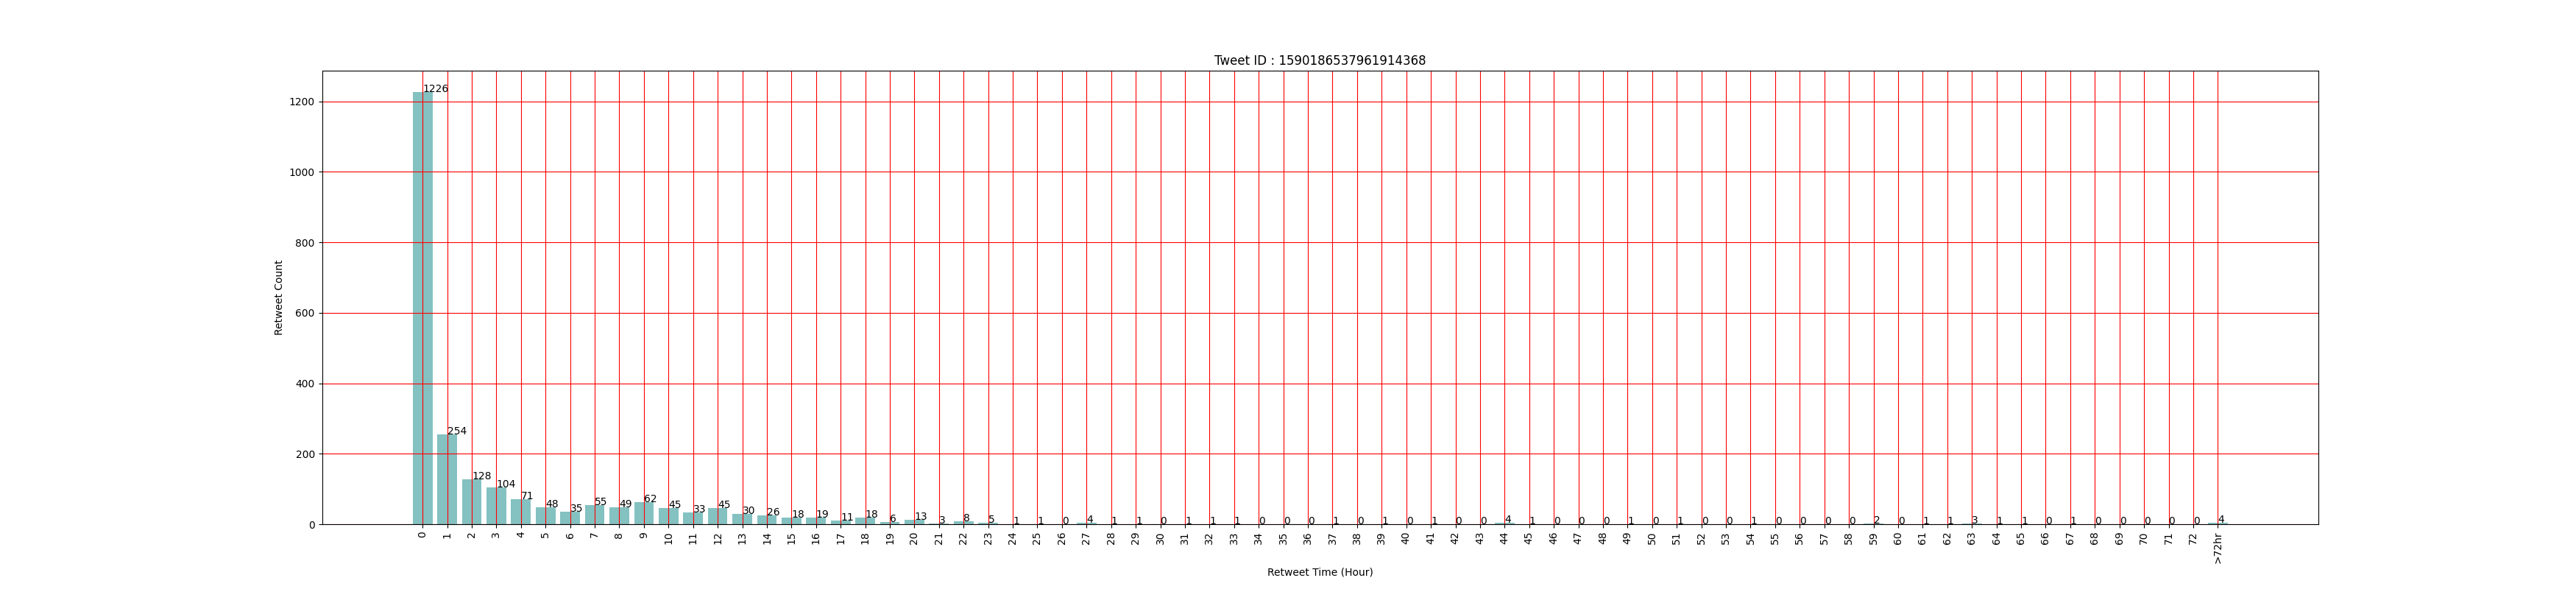 Tweet ID : 1590186537961914368
Retweet Count
1200
1000
800
600
400
200
0
1226 254 128 104 71 48 35 55 49 62 45 33 45 30 26 18 19 11 18 6 13 3 8 5 1 1 0 4 1 1 0 1 1 1 0 0 0 1 0 1 0 1 0 0 4 1 0 0 0 1 0 1 0 0 1 0 0 0 0 2 0 1 1 3 1 1 0 1 0 0 0 0 0 4
0 1 2 3 4 5 6 7 8 9 10 11 12 13 14 15 16 17 18 19 20 21 22 23 24 25 26 27 28 29 30 31 32 33 34 35 36 37 38 39 40 41 42 43 44 45 46 47 48 49 50 51 52 53 54 55 56 57 58 59 60 61 62 63 64 65 66 67 68 69 70 71 72 >72hr
Retweet Time (Hour)